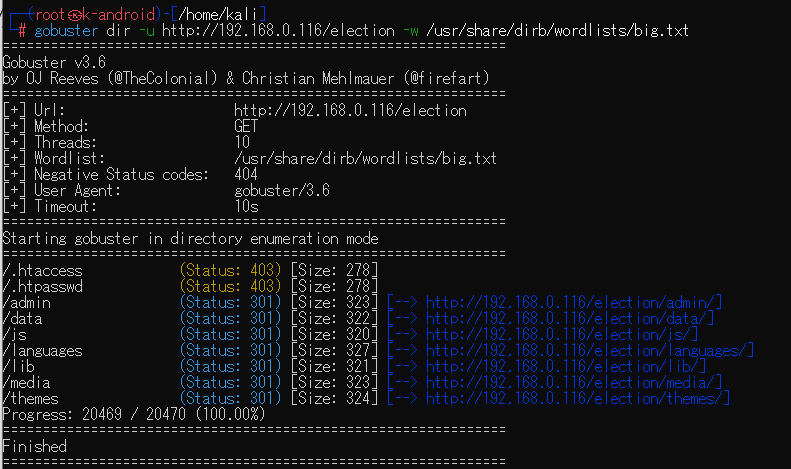 ┌──(root㉿k-android)-[/home/kali]
└─# gobuster dir -u http://192.168.0.116/election -w /usr/share/dirb/wordlists/big.txt
===============================================================
Gobuster v3.6
by OJ Reeves (@TheColonial) & Christian Mehlmauer (@firefart)
===============================================================
[+] Url:                     http://192.168.0.116/election
[+] Method:                  GET
[+] Threads:                 10
[+] Wordlist:                /usr/share/dirb/wordlists/big.txt
[+] Negative Status codes:   404
[+] User Agent:              gobuster/3.6
[+] Timeout:                 10s
===============================================================
Starting gobuster in directory enumeration mode
===============================================================
/.htaccess            (Status: 403) [Size: 278]
/.htpasswd            (Status: 403) [Size: 278]
/admin                (Status: 301) [Size: 323] [--> http://192.168.0.116/election/admin/]
/data                 (Status: 301) [Size: 322] [--> http://192.168.0.116/election/data/]
/js                   (Status: 301) [Size: 320] [--> http://192.168.0.116/election/js/]
/languages            (Status: 301) [Size: 327] [--> http://192.168.0.116/election/languages/]
/lib                  (Status: 301) [Size: 321] [--> http://192.168.0.116/election/lib/]
/media                (Status: 301) [Size: 323] [--> http://192.168.0.116/election/media/]
/themes               (Status: 301) [Size: 324] [--> http://192.168.0.116/election/themes/]
Progress: 20469 / 20470 (100.00%)
===============================================================
Finished
===============================================================